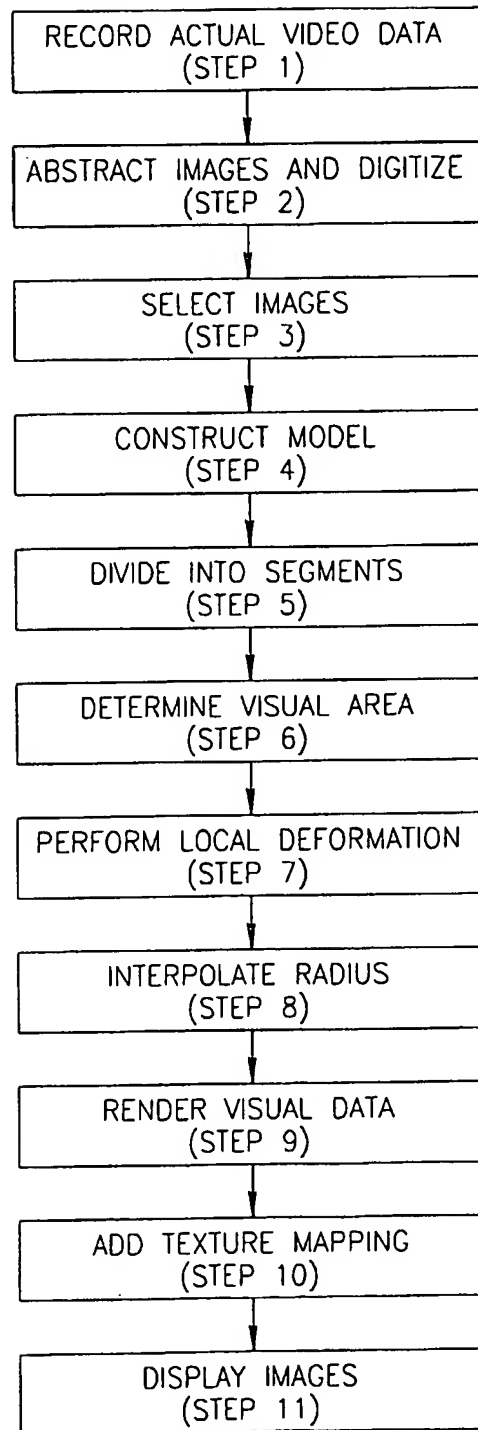 RECORD ACTUAL VIDEO DATA
(STEP 1)
ABSTRACT IMAGES AND DIGITIZE
(STEP 2)
SELECT IMAGES
(STEP 3)
CONSTRUCT MODEL
(STEP 4)
DIVIDE INTO SEGMENTS
(STEP 5)
DETERMINE VISUAL AREA
(STEP 6)
PERFORM LOCAL DEFORMATION
(STEP 7)
INTERPOLATE RADIUS
(STEP 8)
RENDER VISUAL DATA
(STEP 9)
ADD TEXTURE MAPPING
(STEP 10)
DISPLAY IMAGES
(STEP 11)